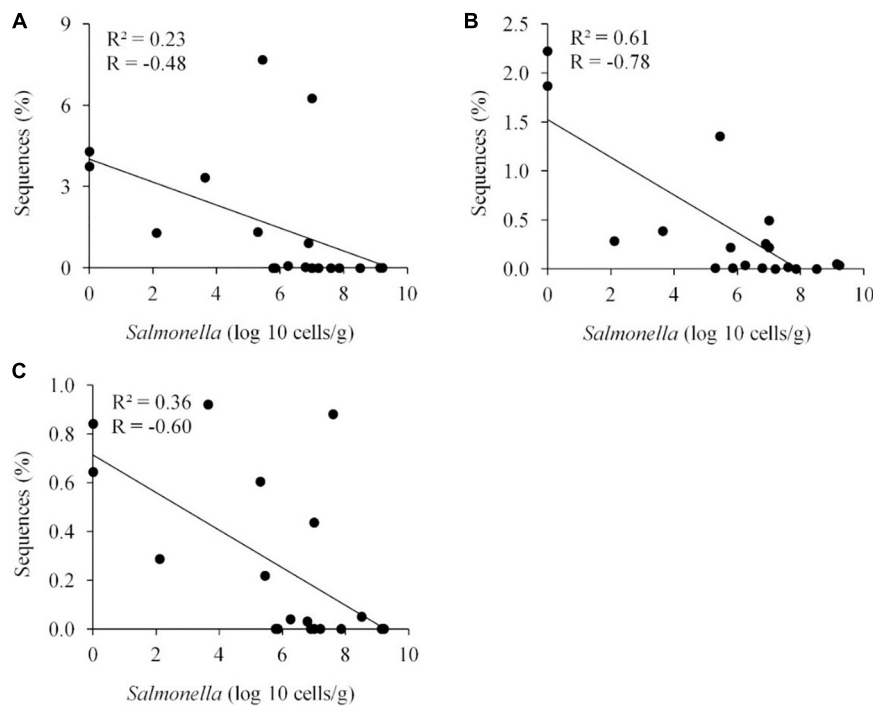 A
R² = 0.23
R = -0.48
9
6
3
0
Sequences (%)
0 2 4 6 8 10
Salmonella (log 10 cells/g)
B
R² = 0.61
R = -0.78
2.5
2.0
1.5
1.0
0.5
0.0
Sequences (%)
0 2 4 6 8 10
Salmonella (log 10 cells/g)
C
R² = 0.36
R = -0.60
1.0
0.8
0.6
0.4
0.2
0.0
Sequences (%)
0 2 4 6 8 10
Salmonella (log 10 cells/g)